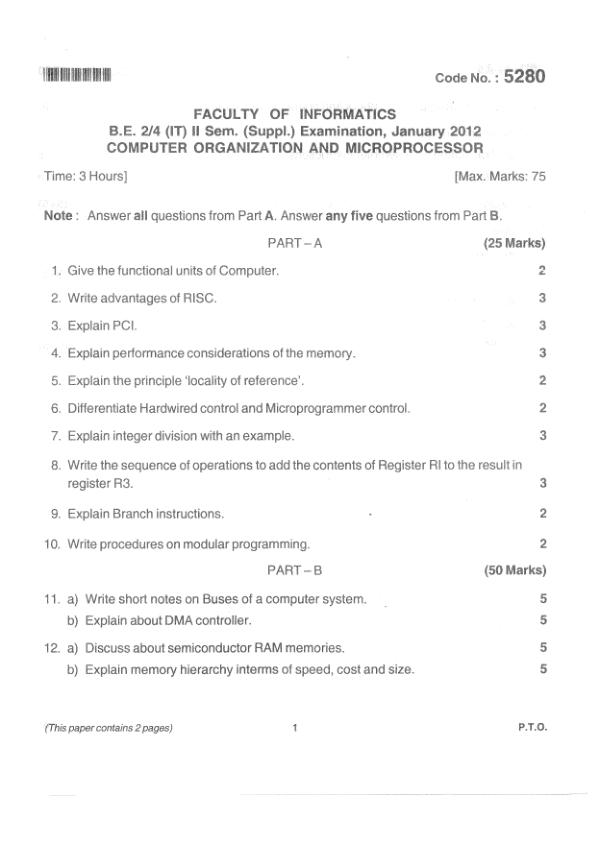 Code No. : 5280
FACULTY OF INFORMATICS
B.E. 2/4 (IT) II Sem. (Suppl.) Examination, January 2012
COMPUTER ORGANIZATION AND MICROPROCESSOR
Time: 3 Hours] [Max. Marks: 75
Note : Answer all questions from Part A. Answer any five questions from Part B.
PART – A (25 Marks)
1. Give the functional units of Computer. 2
2. Write advantages of RISC. 3
3. Explain PCI. 3
4. Explain performance considerations of the memory. 3
5. Explain the principle ‘locality of reference’. 2
6. Differentiate Hardwired control and Microprogrammer control. 2
7. Explain integer division with an example. 3
8. Write the sequence of operations to add the contents of Register RI to the result in
register R3. 3
9. Explain Branch instructions. 2
10. Write procedures on modular programming. 2
PART – B (50 Marks)
11. a) Write short notes on Buses of a computer system. 5
b) Explain about DMA controller. 5
12. a) Discuss about semiconductor RAM memories. 5
b) Explain memory hierarchy interms of speed, cost and size. 5
(This paper contains 2 pages) 1 P.T.O.